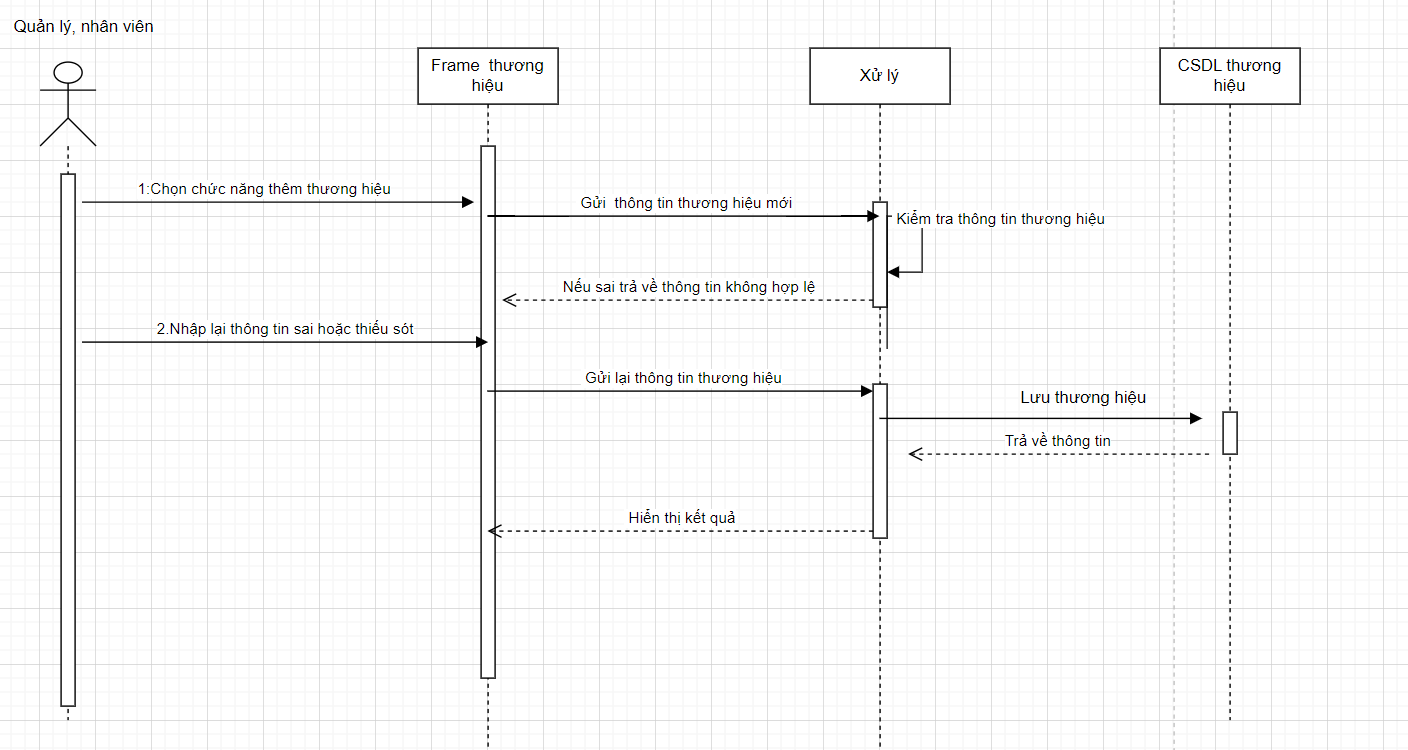 Quản lý, nhân viên
Frame thương
hiệu
Xử lý
CSDL thương
hiệu
1:Chọn chức năng thêm thương hiệu
Gửi thông tin thương hiệu mới
Kiểm tra thông tin thương hiệu
Nếu sai trả về thông tin không hợp lệ
2.Nhập lại thông tin sai hoặc thiếu sót
Gửi lại thông tin thương hiệu
Lưu thương hiệu
Trả về thông tin
Hiển thị kết quả